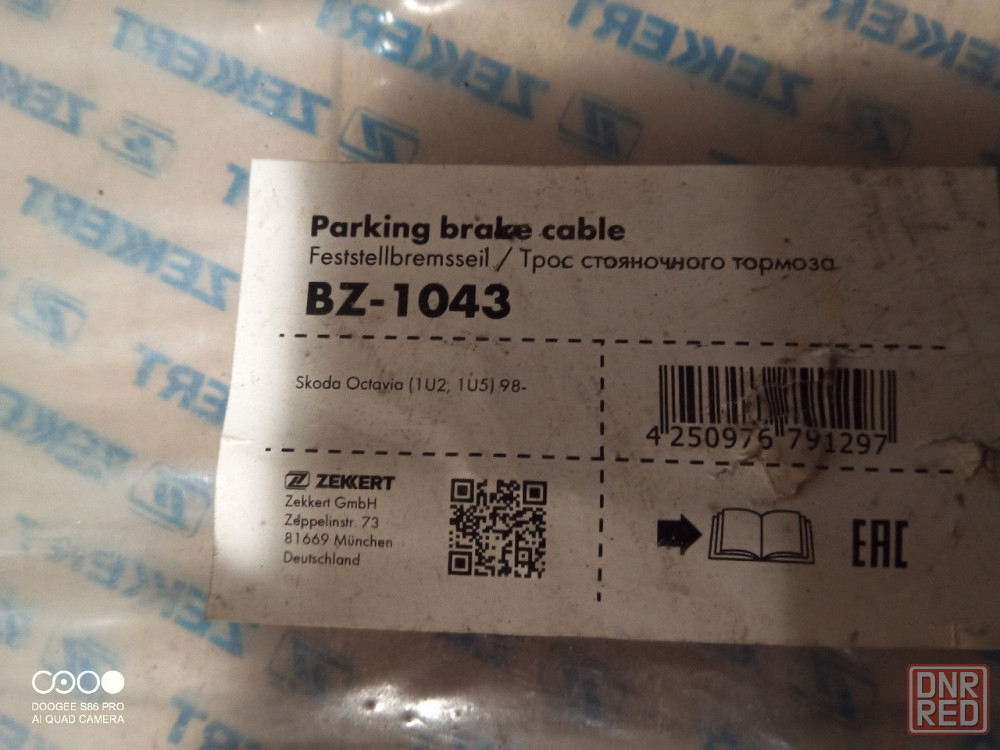 ZEKKERT
ZEKKERT
ZEKKERT
ZEKKERT
Parking brake cable
Feststellbremsseil / Трос стояночного тормоза
BZ-1043
Skoda Octavia (1U2, 1U5) 98-
4 250976 791297
ZEKKERT
Zekkert GmbH
Zeppelinstr. 73
81669 München
Deutschland
EAC
DOOGEE S86 PRO
AI QUAD CAMERA
DNR
RED